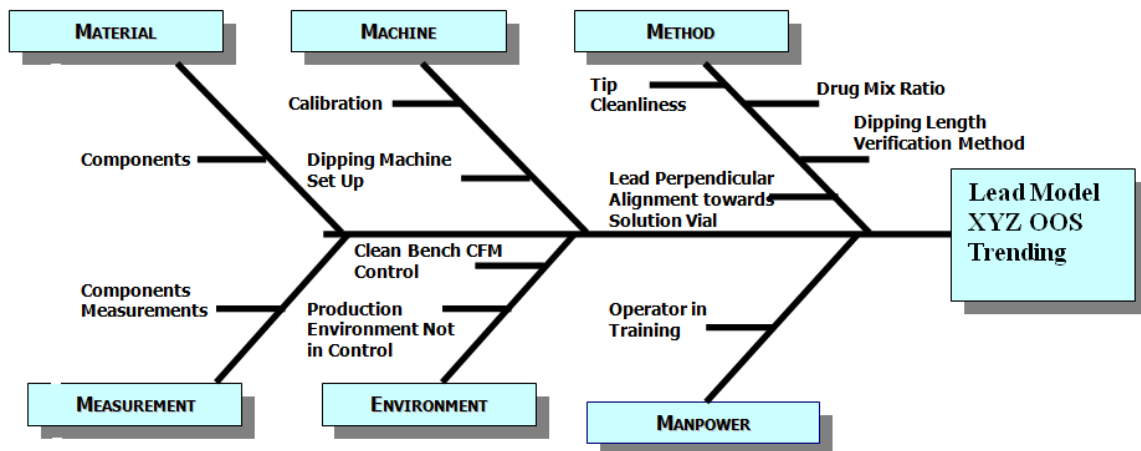 MATERIAL
MACHINE
METHOD
Calibration
Tip
Cleanliness
Drug Mix Ratio
Dipping Length
Verification Method
Components
Dipping Machine
Set Up
Lead Perpendicular
Alignment towards
Solution Vial
Lead Model
XYZ OOS
Trending
Clean Bench CFM
Control
Components
Measurements
Production
Environment Not
in Control
Operator in
Training
MEASUREMENT
ENVIRONMENT
MANPOWER